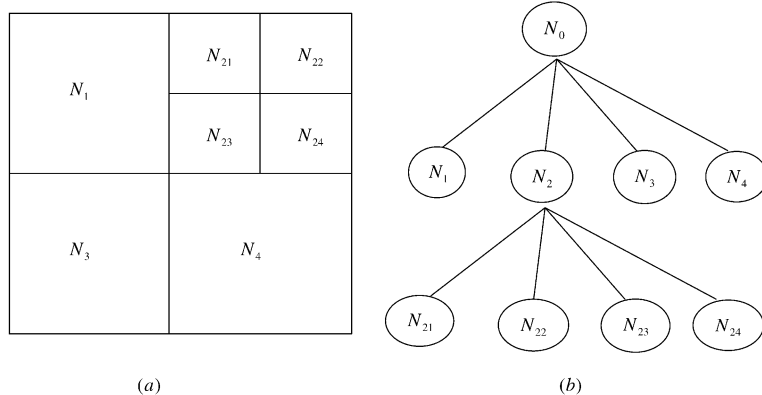 N₀
N₂₁ N₂₂
N₁
N₂₃ N₂₄
N₁ N₂ N₃ N₄
N₃ N₄
N₂₁ N₂₂ N₂₃ N₂₄
(a) (b)